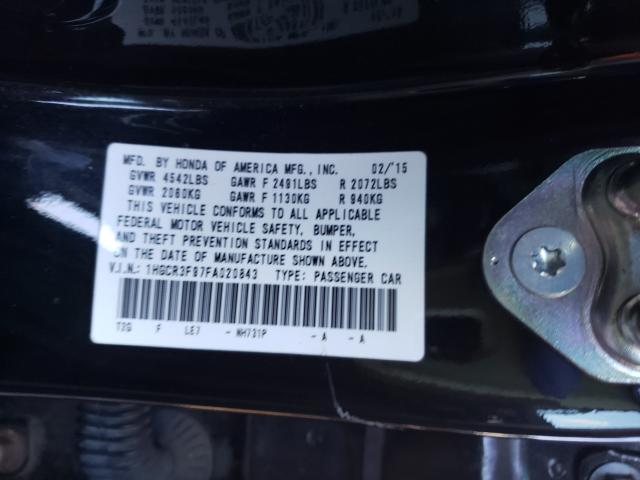 MFD. BY HONDA OF AMERICA MFG., INC. 02/'15
GVWR 4542LBS GAWR F 2491LBS R 2072LBS
GVWR 2060KG GAWR F 1130KG R 940KG
THIS VEHICLE CONFORMS TO ALL APPLICABLE
FEDERAL MOTOR VEHICLE SAFETY, BUMPER,
AND THEFT PREVENTION STANDARDS IN EFFECT
ON THE DATE OF MANUFACTURE SHOWN ABOVE.
V.I.N.: 1HGCR3F97FA020843 TYPE: PASSENGER CAR
T2G F LE7 - NH731P - A - A